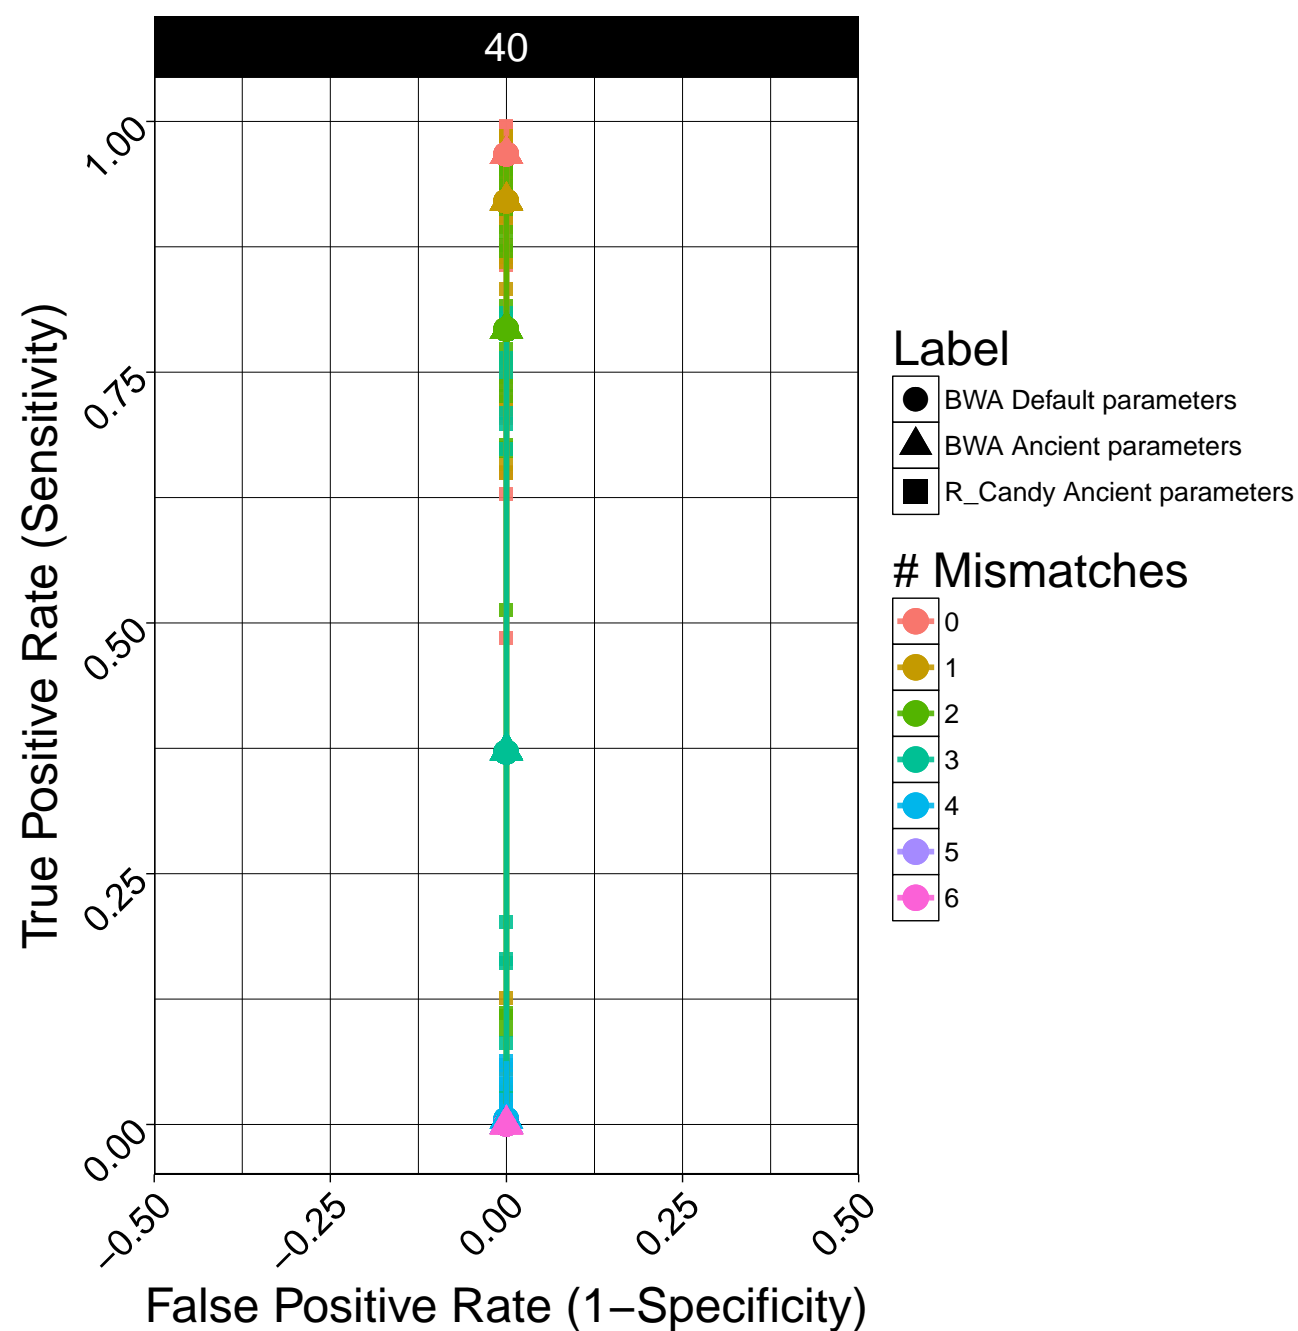 40
True Positive Rate (Sensitivity)
1.00
0.75
0.50
0.25
0.00
−0.50
−0.25
0.00
0.25
0.50
False Positive Rate (1−Specificity)
Label
BWA Default parameters
BWA Ancient parameters
R_Candy Ancient parameters
# Mismatches
0
1
2
3
4
5
6